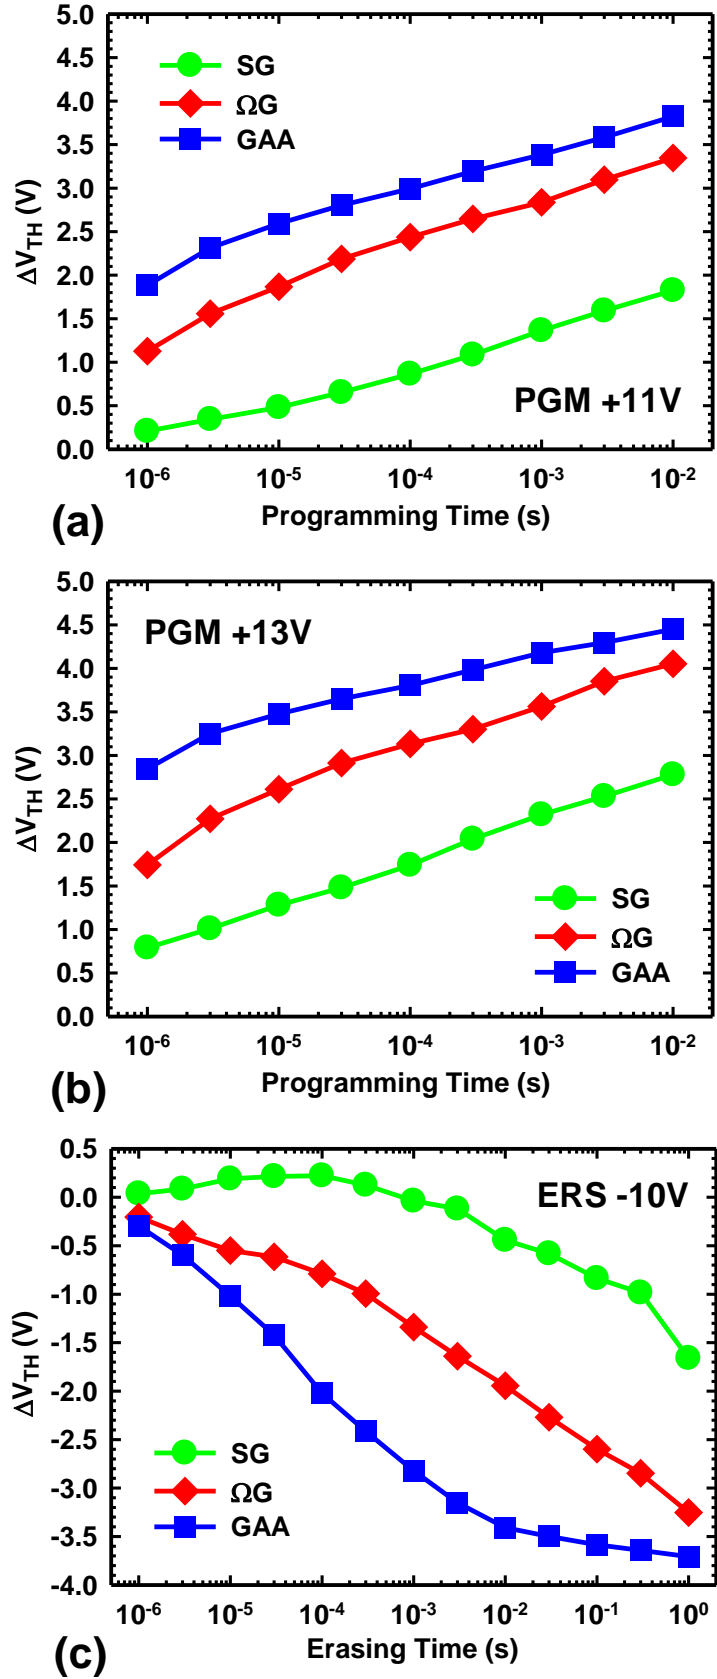 5.0
4.5
4.0
3.5
3.0
2.5
2.0
1.5
1.0
0.5
0.0
ΔV_TH (V)
SG
ΩG
GAA
PGM +11V
10^-6 10^-5 10^-4 10^-3 10^-2
Programming Time (s)
(a)
5.0
4.5
4.0
3.5
3.0
2.5
2.0
1.5
1.0
0.5
0.0
ΔV_TH (V)
PGM +13V
SG
ΩG
GAA
10^-6 10^-5 10^-4 10^-3 10^-2
Programming Time (s)
(b)
0.5
0.0
-0.5
-1.0
-1.5
-2.0
-2.5
-3.0
-3.5
-4.0
ΔV_TH (V)
ERS -10V
SG
ΩG
GAA
10^-6 10^-5 10^-4 10^-3 10^-2 10^-1 10^0
Erasing Time (s)
(c)